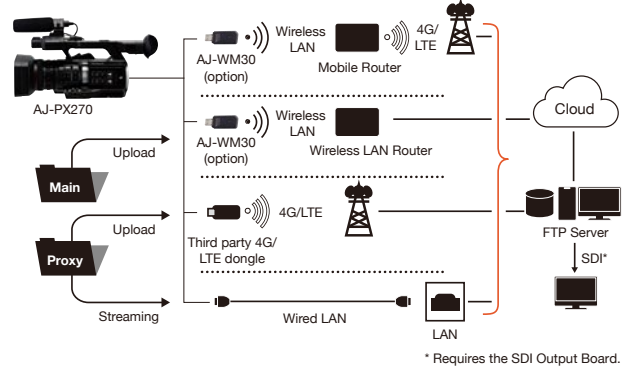 Wireless
LAN
4G/
LTE
AJ-WM30
(option)
Mobile Router
AJ-PX270
Cloud
Wireless
LAN
AJ-WM30
(option)
Wireless LAN Router
Upload
Main
4G/LTE
Upload
FTP Server
Third party 4G/
LTE dongle
Proxy
SDI*
Streaming
Wired LAN
LAN
* Requires the SDI Output Board.